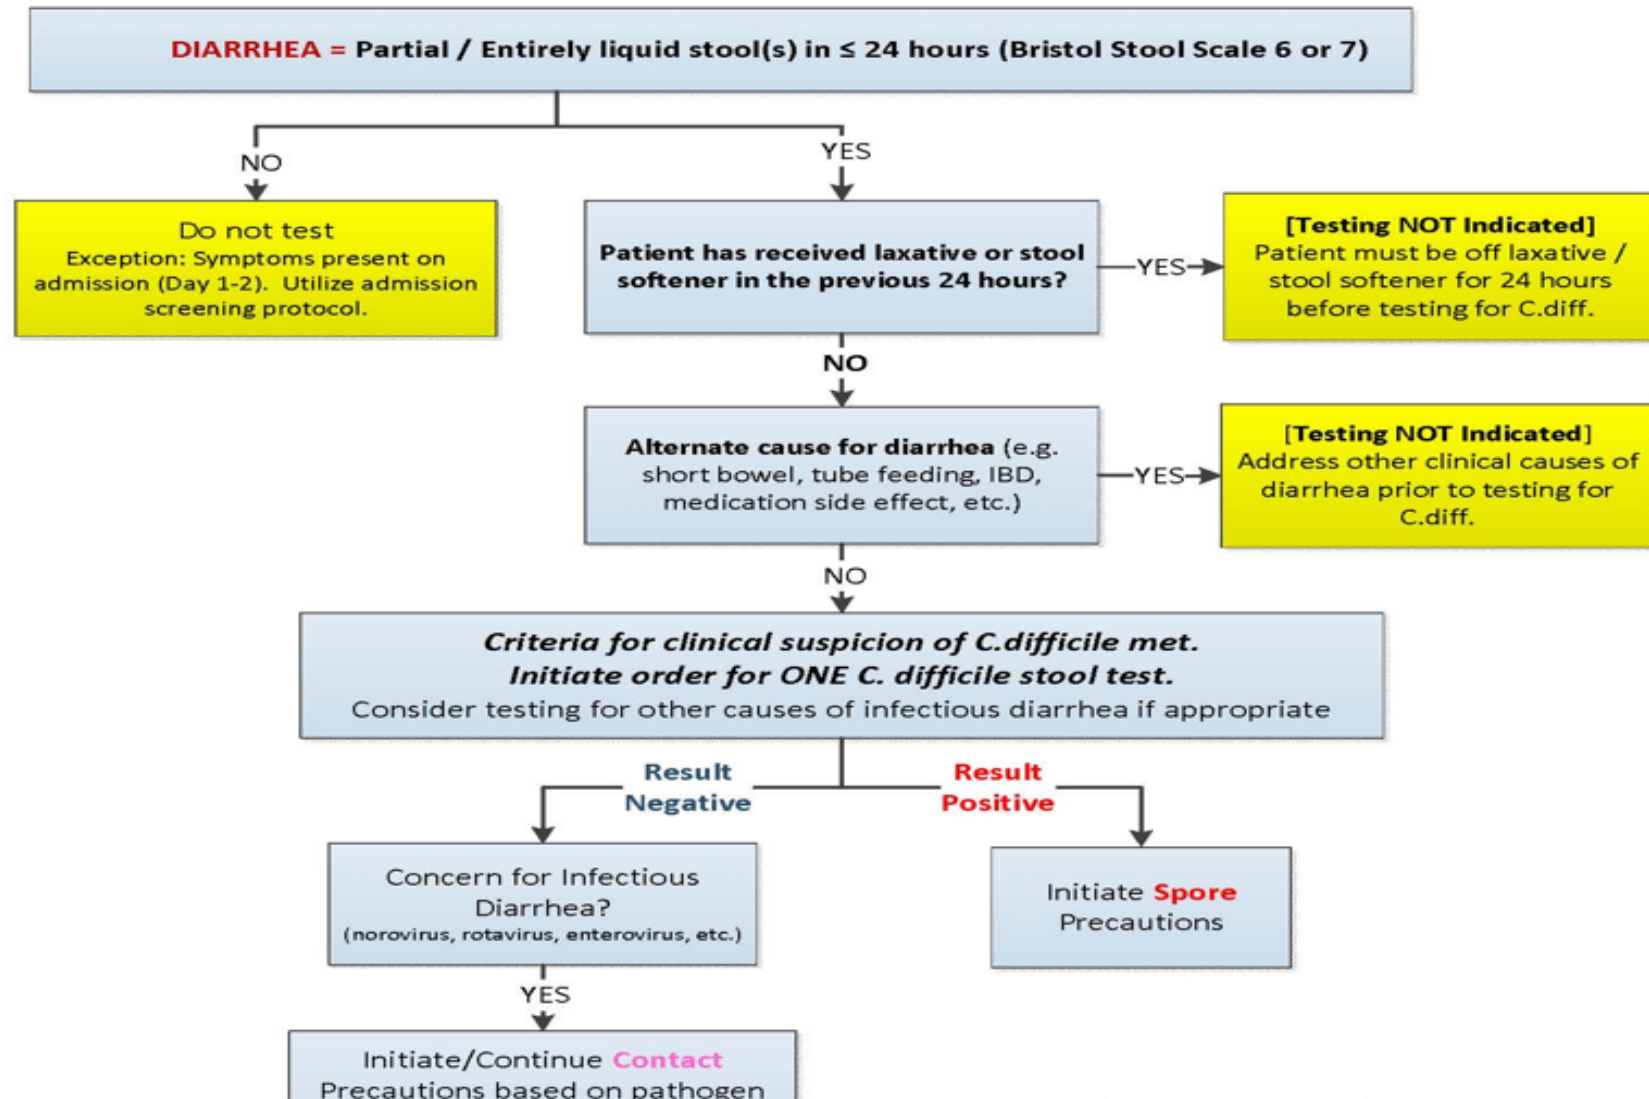 DIARRHEA = Partial / Entirely liquid stool(s) in ≤ 24 hours (Bristol Stool Scale 6 or 7)
NO
YES
Do not test
Exception: Symptoms present on
admission (Day 1-2). Utilize admission
screening protocol.
Patient has received laxative or stool
softener in the previous 24 hours?
YES
[Testing NOT Indicated]
Patient must be off laxative /
stool softener for 24 hours
before testing for C.diff.
NO
Alternate cause for diarrhea (e.g.
short bowel, tube feeding, IBD,
medication side effect, etc.)
YES
[Testing NOT Indicated]
Address other clinical causes of
diarrhea prior to testing for
C.diff.
NO
Criteria for clinical suspicion of C.difficile met.
Initiate order for ONE C. difficile stool test.
Consider testing for other causes of infectious diarrhea if appropriate
Result
Negative
Result
Positive
Concern for Infectious
Diarrhea?
(norovirus, rotavirus, enterovirus, etc.)
Initiate Spore
Precautions
YES
Initiate/Continue Contact
Precautions based on pathogen